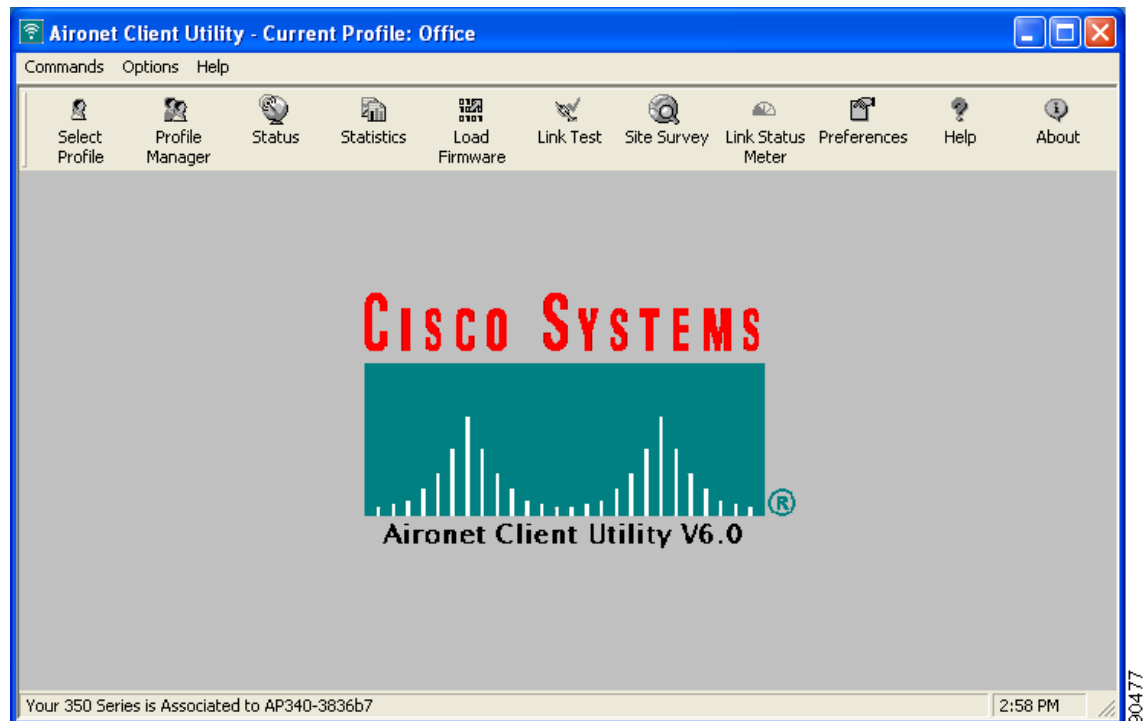 Aironet Client Utility - Current Profile: Office
Commands Options Help
Select Profile
Profile Manager
Status
Statistics
Load Firmware
Link Test
Site Survey
Link Status Meter
Preferences
Help
About
CISCO SYSTEMS
®
Aironet Client Utility V6.0
Your 350 Series is Associated to AP340-3836b7
2:58 PM